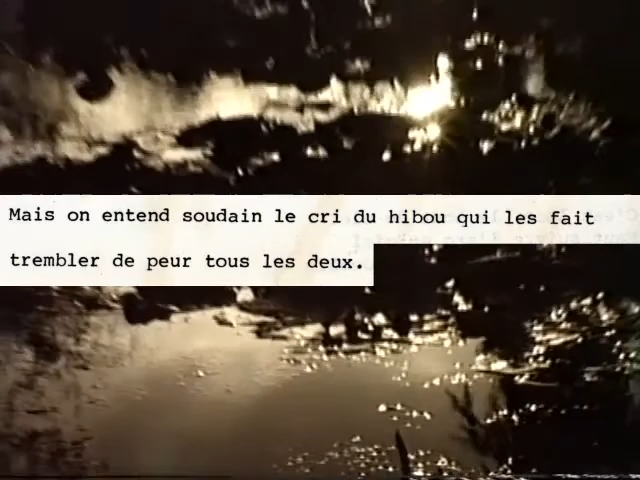 Mais on entend soudain le cri du hibou qui les fait
trembler de peur tous les deux.